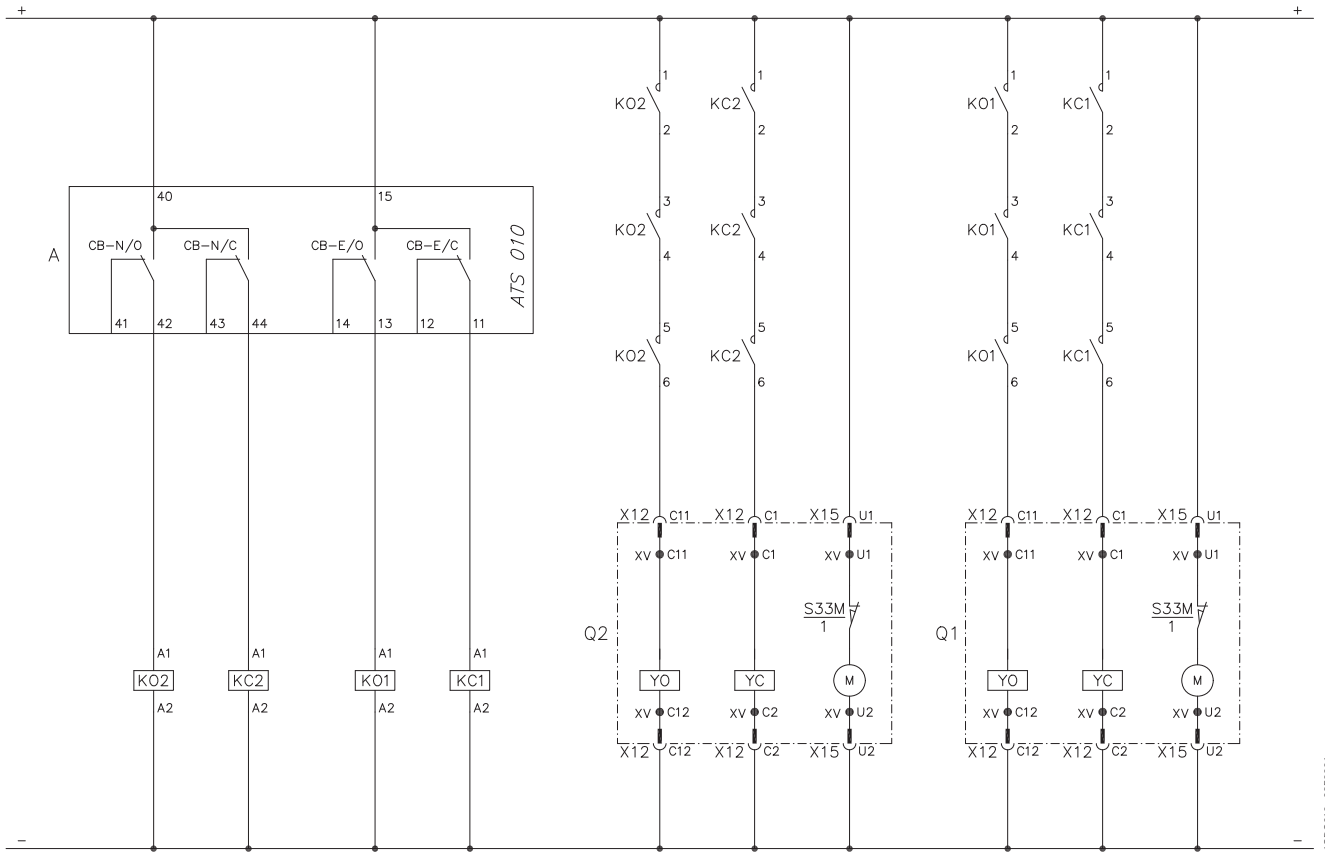 + +
1 1 1 1
KO2 KC2 KO1 KC1
2 2 2 2
40 15
3 3 3 3
CB-N/O CB-N/C CB-E/O CB-E/C
KO2 KC2 KO1 KC1
A
ATS 010
4 4 4 4
41 42 43 44 14 13 12 11
5 5 5 5
KO2 KC2 KO1 KC1
6 6 6 6
X12 C11 X12 C1 X15 U1 X12 C11 X12 C1 X15 U1
XV C11 XV C1 XV U1 XV C11 XV C1 XV U1
S33M S33M
1 1
Q2 Q1
A1 A1 A1 A1
KO2 KC2 KO1 KC1 YO YC M YO YC M
A2 A2 A2 A2
XV C12 XV C2 XV U2 XV C12 XV C2 XV U2
X12 C12 X12 C2 X15 U2 X12 C12 X12 C2 X15 U2
− −